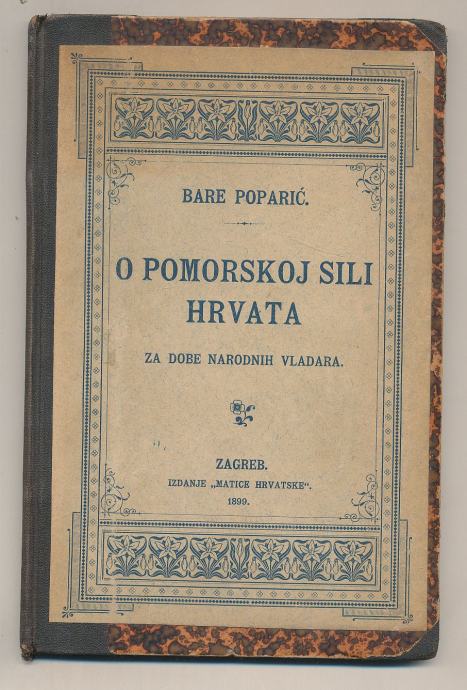 BARE POPARIĆ.
O POMORSKOJ SILI
HRVATA
ZA DOBE NARODNIH VLADARA.
ZAGREB.
IZDANJE „MATICE HRVATSKE“.
1899.